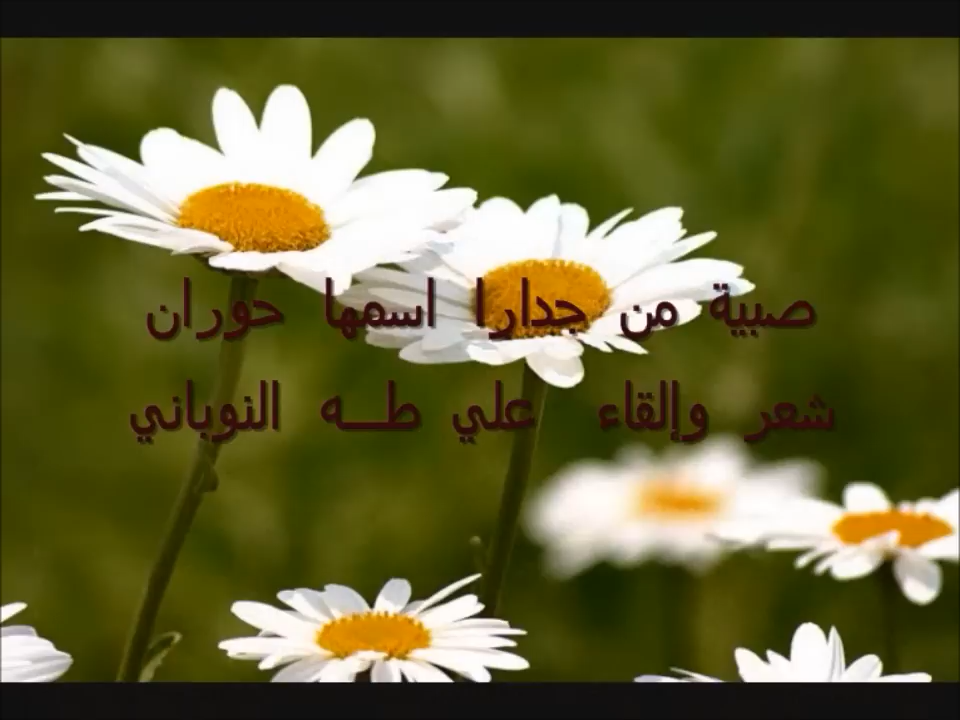 صبية من جدارا اسمها حوران
شعر وإلقاء علي طـــه النوباني